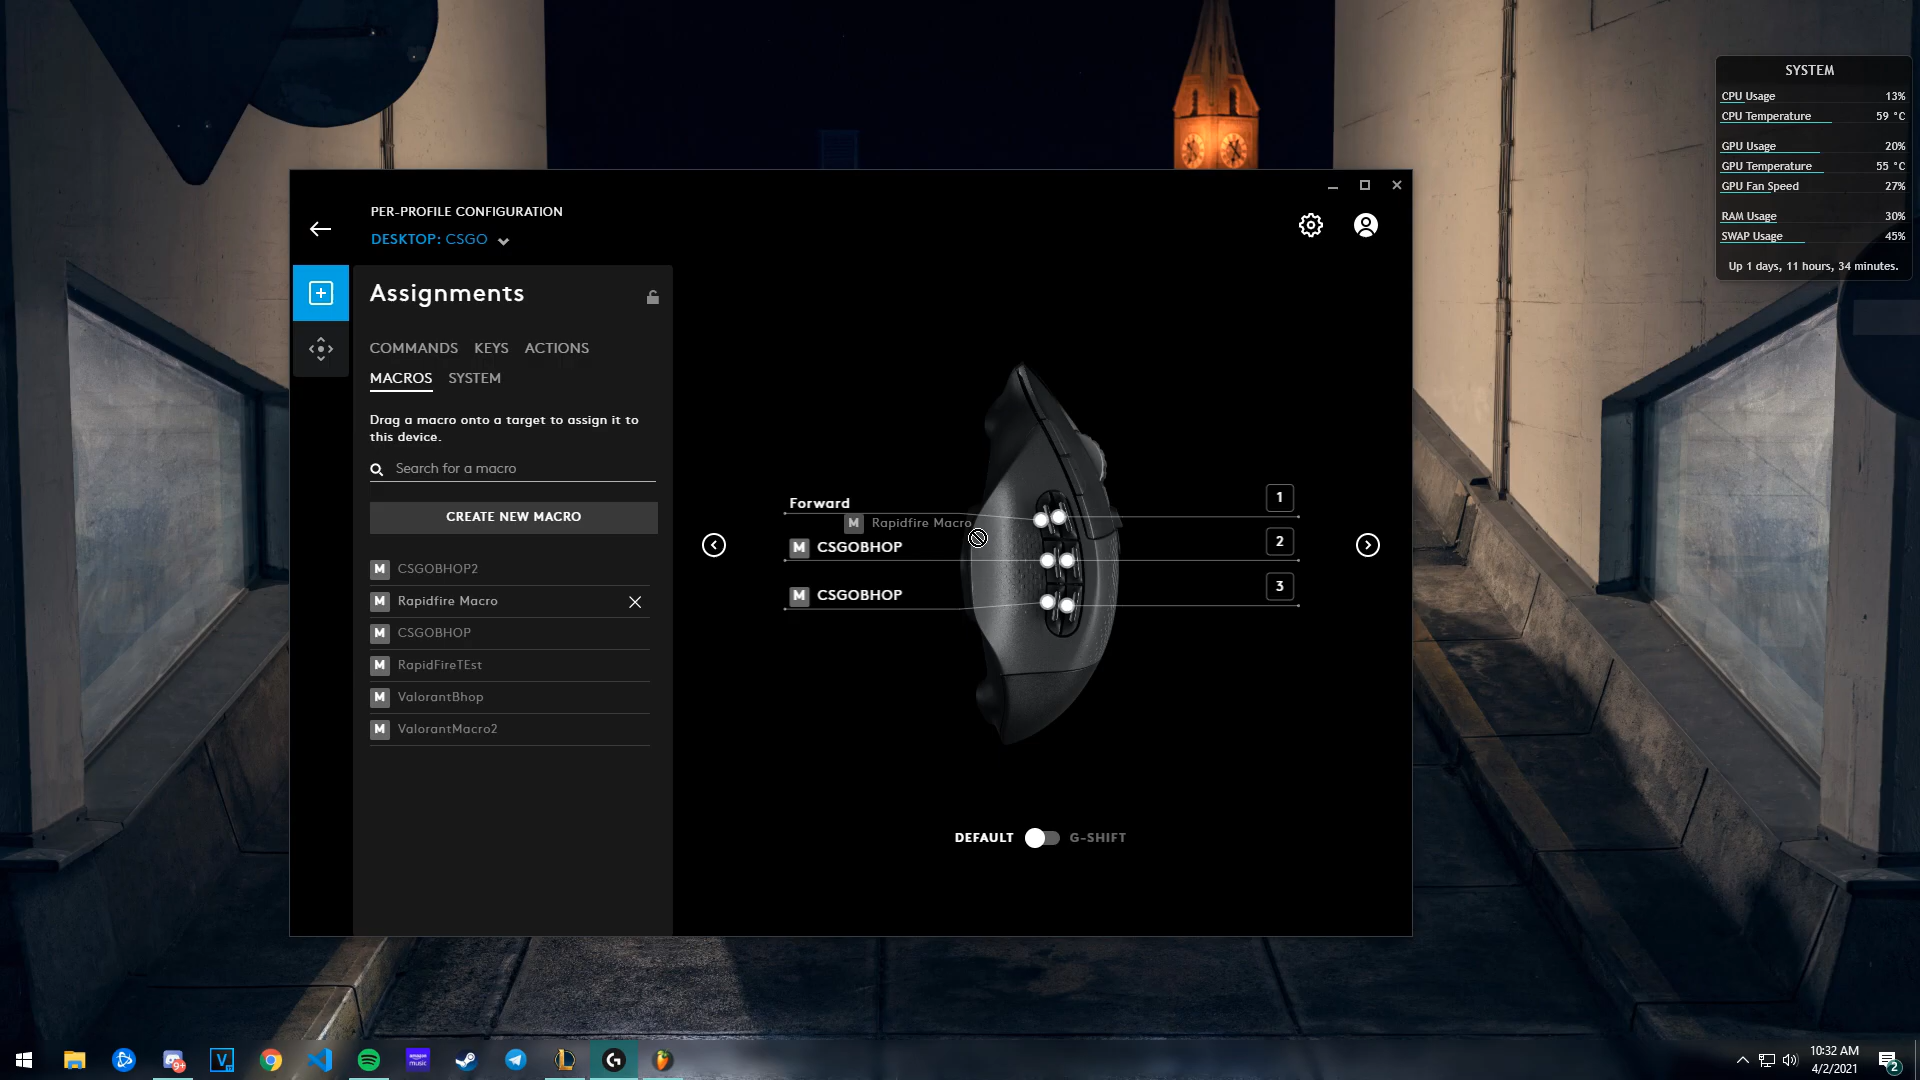 SYSTEM
CPU Usage 13%
CPU Temperature 59 °C
GPU Usage 20%
GPU Temperature 55 °C
GPU Fan Speed 27%
RAM Usage 30%
SWAP Usage 45%
Up 1 days, 11 hours, 34 minutes.
PER-PROFILE CONFIGURATION
DESKTOP: CSGO
Assignments
COMMANDS KEYS ACTIONS
MACROS SYSTEM
Drag a macro onto a target to assign it to
this device.
Search for a macro
CREATE NEW MACRO
M CSGOBHOP2
M Rapidfire Macro
M CSGOBHOP
M RapidFireTEst
M ValorantBhop
M ValorantMacro2
Forward
M Rapidfire Macro
M CSGOBHOP
M CSGOBHOP
1
2
3
DEFAULT G-SHIFT
9+
V
amazon
music
10:32 AM
4/2/2021
2